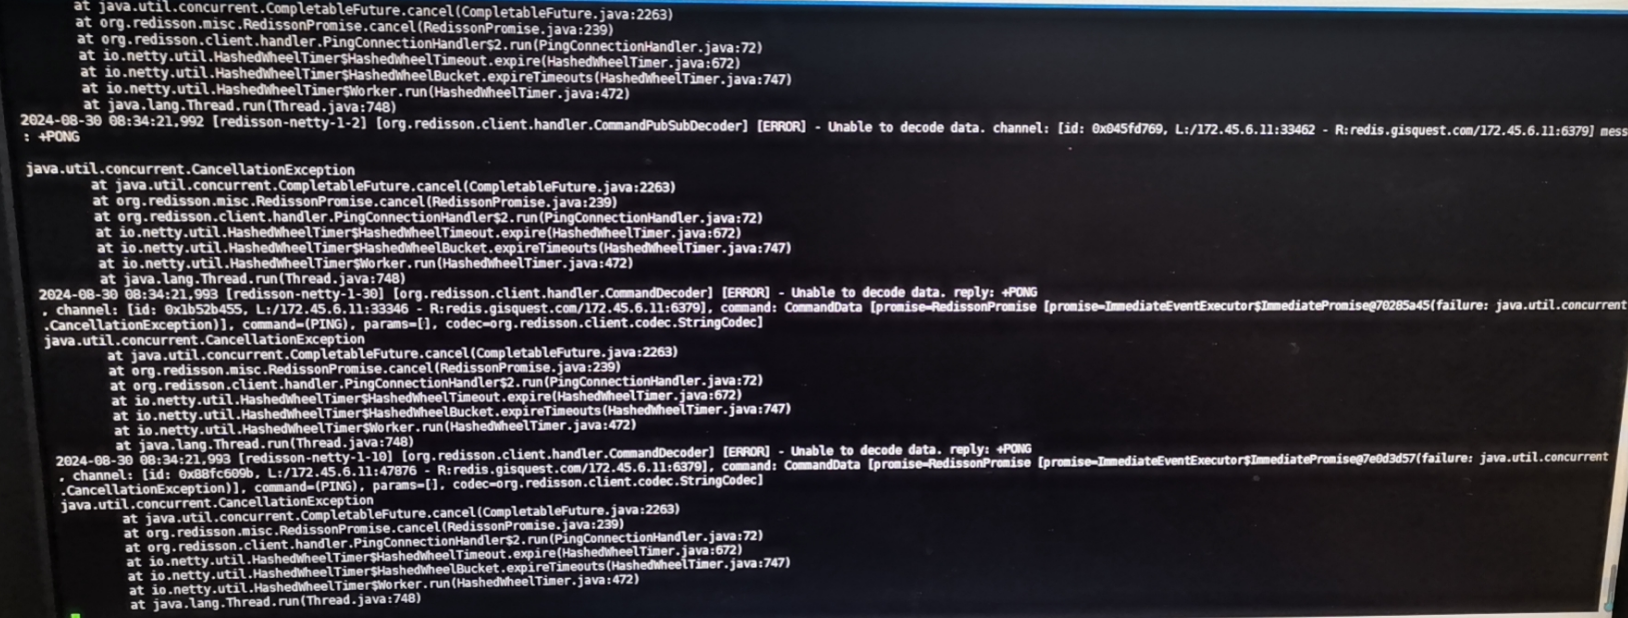 at java.util.concurrent.CompletableFuture.cancel(CompletableFuture.java:2263)
at org.redisson.misc.RedissonPromise.cancel(RedissonPromise.java:239)
at org.redisson.client.handler.PingConnectionHandler$2.run(PingConnectionHandler.java:72)
at io.netty.util.HashedWheelTimer$HashedWheelTimeout.expire(HashedWheelTimer.java:672)
at io.netty.util.HashedWheelTimer$HashedWheelBucket.expireTimeouts(HashedWheelTimer.java:747)
at io.netty.util.HashedWheelTimer$Worker.run(HashedWheelTimer.java:472)
at java.lang.Thread.run(Thread.java:748)
2024-08-30 08:34:21,992 [redisson-netty-1-2] [org.redisson.client.handler.CommandPubSubDecoder] [ERROR] - Unable to decode data. channel: [id: 0x045fd769, L:/172.45.6.11:33462 - R:redis.gisquest.com/172.45.6.11:6379] mess
: +PONG
java.util.concurrent.CancellationException
at java.util.concurrent.CompletableFuture.cancel(CompletableFuture.java:2263)
at org.redisson.misc.RedissonPromise.cancel(RedissonPromise.java:239)
at org.redisson.client.handler.PingConnectionHandler$2.run(PingConnectionHandler.java:72)
at io.netty.util.HashedWheelTimer$HashedWheelTimeout.expire(HashedWheelTimer.java:672)
at io.netty.util.HashedWheelTimer$HashedWheelBucket.expireTimeouts(HashedWheelTimer.java:747)
at io.netty.util.HashedWheelTimer$Worker.run(HashedWheelTimer.java:472)
at java.lang.Thread.run(Thread.java:748)
2024-08-30 08:34:21,993 [redisson-netty-1-30] [org.redisson.client.handler.CommandDecoder] [ERROR] - Unable to decode data. reply: +PONG
, channel: [id: 0x1b52b455, L:/172.45.6.11:33346 - R:redis.gisquest.com/172.45.6.11:6379], command: CommandData [promise=RedissonPromise [promise=ImmediateEventExecutor$ImmediatePromise@70285a45(failure: java.util.concurrent
.CancellationException)], command=(PING), params=[], codec=org.redisson.client.codec.StringCodec]
java.util.concurrent.CancellationException
at java.util.concurrent.CompletableFuture.cancel(CompletableFuture.java:2263)
at org.redisson.misc.RedissonPromise.cancel(RedissonPromise.java:239)
at org.redisson.client.handler.PingConnectionHandler$2.run(PingConnectionHandler.java:72)
at io.netty.util.HashedWheelTimer$HashedWheelTimeout.expire(HashedWheelTimer.java:672)
at io.netty.util.HashedWheelTimer$HashedWheelBucket.expireTimeouts(HashedWheelTimer.java:747)
at io.netty.util.HashedWheelTimer$Worker.run(HashedWheelTimer.java:472)
at java.lang.Thread.run(Thread.java:748)
2024-08-30 08:34:21,993 [redisson-netty-1-10] [org.redisson.client.handler.CommandDecoder] [ERROR] - Unable to decode data. reply: +PONG
, channel: [id: 0x88fc609b, L:/172.45.6.11:47876 - R:redis.gisquest.com/172.45.6.11:6379], command: CommandData [promise=RedissonPromise [promise=ImmediateEventExecutor$ImmediatePromise@7e0d3d57(failure: java.util.concurrent
.CancellationException)], command=(PING), params=[], codec=org.redisson.client.codec.StringCodec]
java.util.concurrent.CancellationException
at java.util.concurrent.CompletableFuture.cancel(CompletableFuture.java:2263)
at org.redisson.misc.RedissonPromise.cancel(RedissonPromise.java:239)
at org.redisson.client.handler.PingConnectionHandler$2.run(PingConnectionHandler.java:72)
at io.netty.util.HashedWheelTimer$HashedWheelTimeout.expire(HashedWheelTimer.java:672)
at io.netty.util.HashedWheelTimer$HashedWheelBucket.expireTimeouts(HashedWheelTimer.java:747)
at io.netty.util.HashedWheelTimer$Worker.run(HashedWheelTimer.java:472)
at java.lang.Thread.run(Thread.java:748)